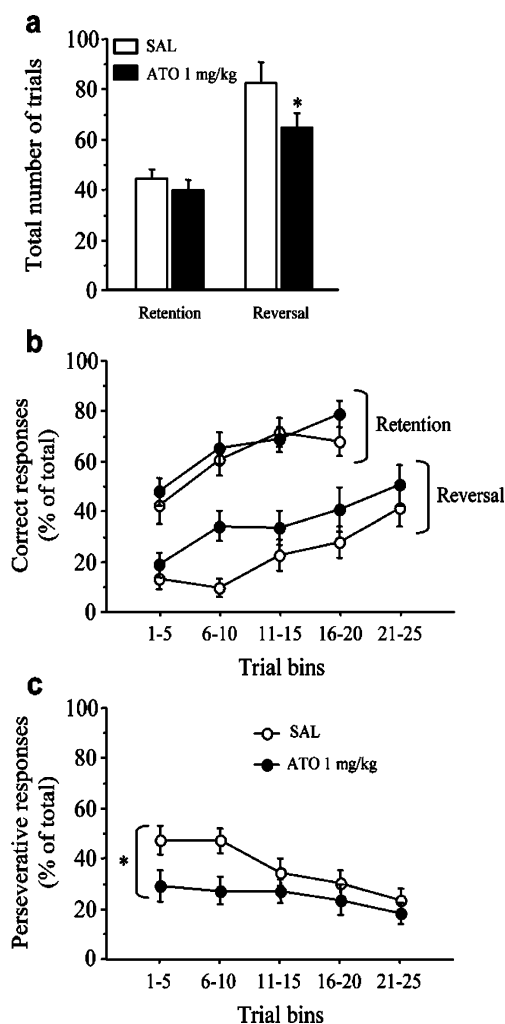 a
Total number of trials
100
80
60
40
20
0
SAL
ATO 1 mg/kg
*
Retention
Reversal
b
Correct responses
(% of total)
100
80
60
40
20
0
Retention
Reversal
1-5
6-10
11-15
16-20
21-25
Trial bins
c
Perseverative responses
(% of total)
100
80
60
40
20
0
SAL
ATO 1 mg/kg
*
1-5
6-10
11-15
16-20
21-25
Trial bins